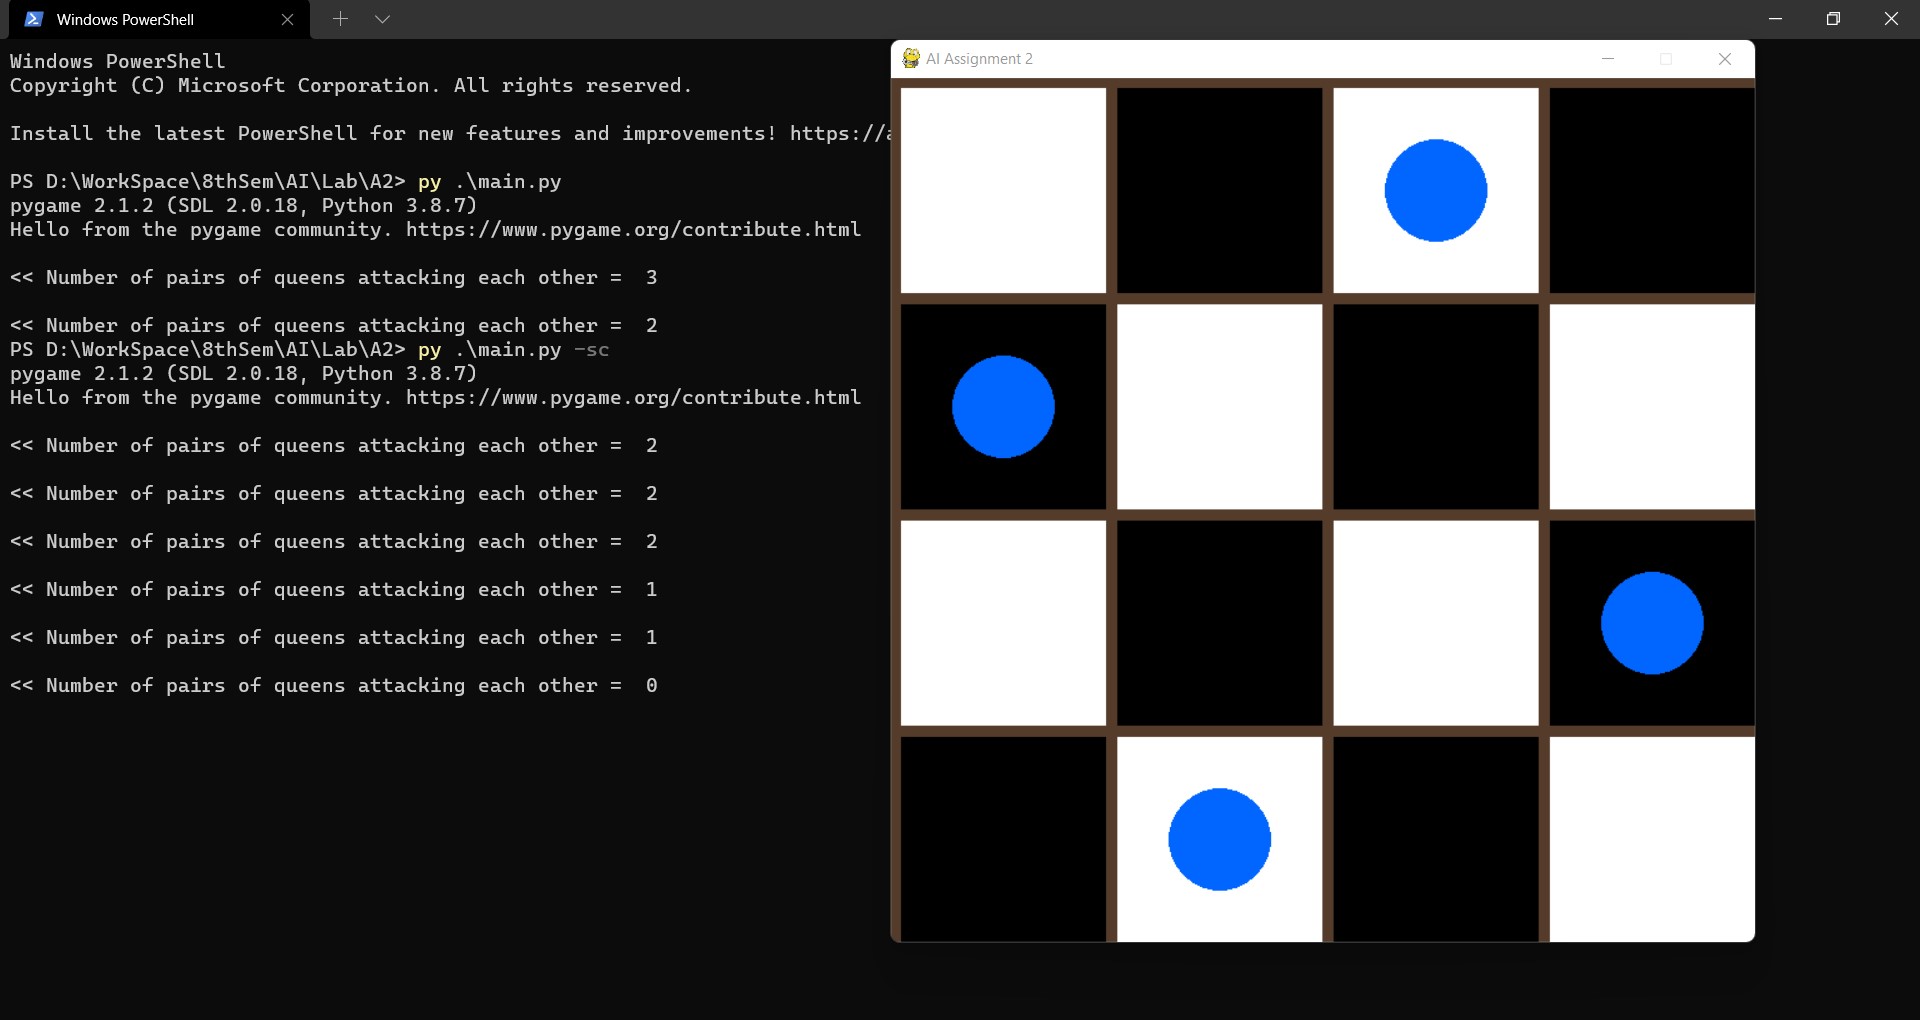 Windows PowerShell
Windows PowerShell
Copyright (C) Microsoft Corporation. All rights reserved.
Install the latest PowerShell for new features and improvements! https://
PS D:\WorkSpace\8thSem\AI\Lab\A2> py .\main.py
pygame 2.1.2 (SDL 2.0.18, Python 3.8.7)
Hello from the pygame community. https://www.pygame.org/contribute.html
<< Number of pairs of queens attacking each other =  3
<< Number of pairs of queens attacking each other =  2
PS D:\WorkSpace\8thSem\AI\Lab\A2> py .\main.py -sc
pygame 2.1.2 (SDL 2.0.18, Python 3.8.7)
Hello from the pygame community. https://www.pygame.org/contribute.html
<< Number of pairs of queens attacking each other =  2
<< Number of pairs of queens attacking each other =  2
<< Number of pairs of queens attacking each other =  2
<< Number of pairs of queens attacking each other =  1
<< Number of pairs of queens attacking each other =  1
<< Number of pairs of queens attacking each other =  0
AI Assignment 2